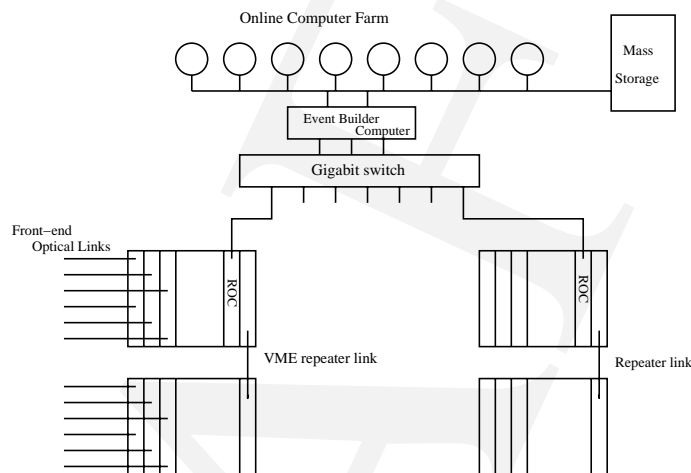 Online Computer Farm
Mass
Storage
Event Builder
Computer
Gigabit switch
Front−end
Optical Links
ROC
ROC
VME repeater link
Repeater link